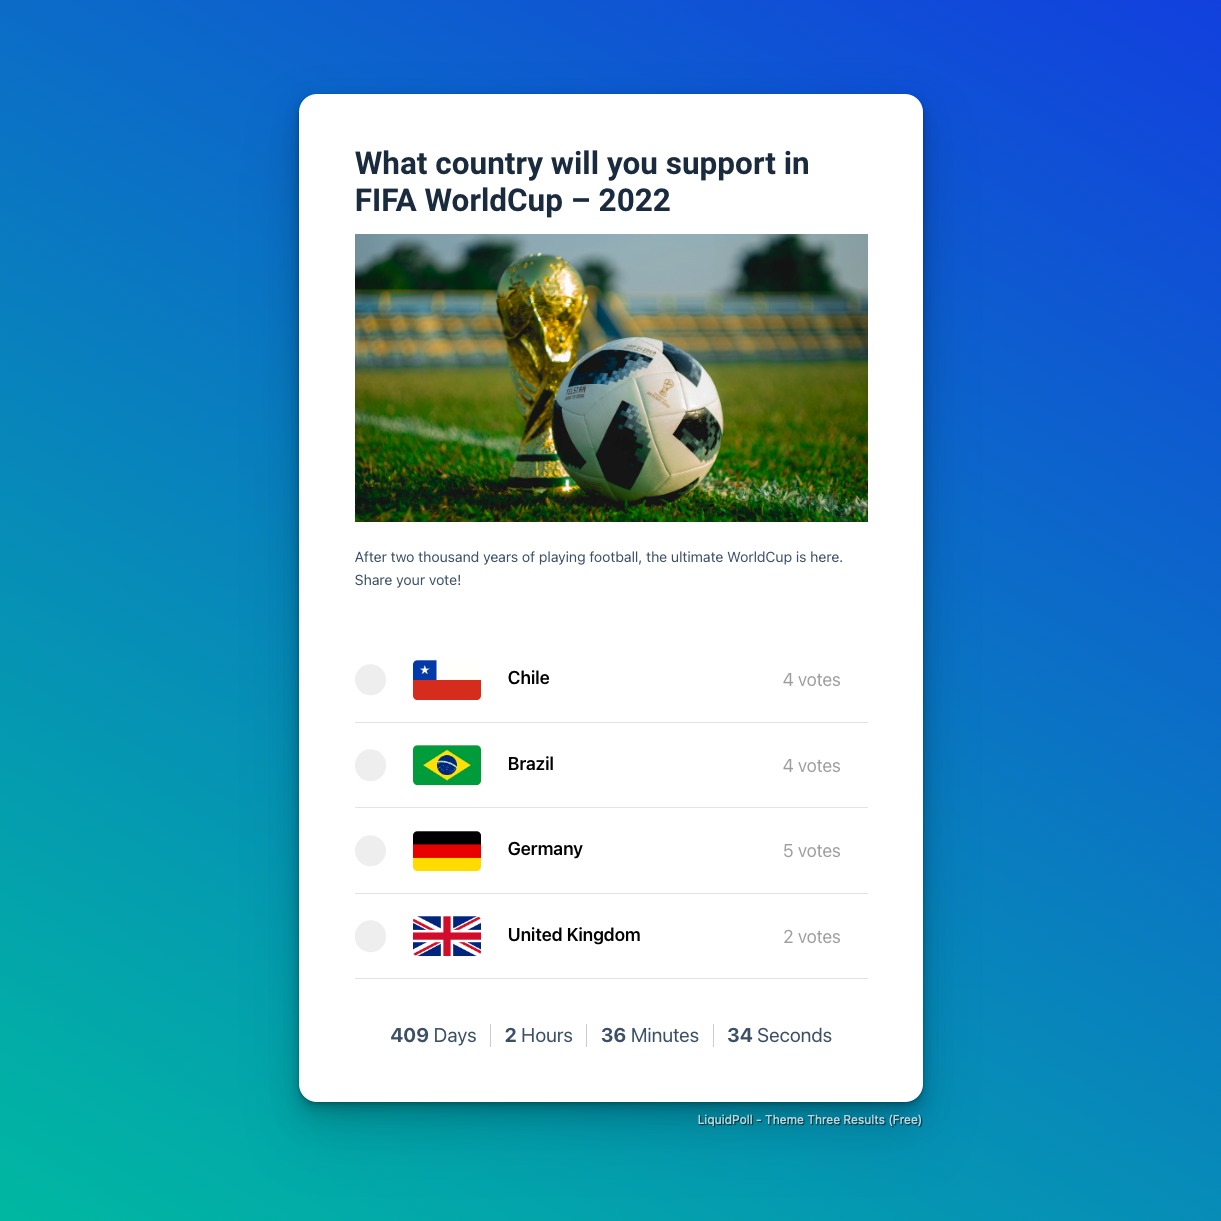 What country will you support in
FIFA WorldCup – 2022
TELSTAR
After two thousand years of playing football, the ultimate WorldCup is here.
Share your vote!
Chile
4 votes
Brazil
4 votes
Germany
5 votes
United Kingdom
2 votes
409 Days
2 Hours
36 Minutes
34 Seconds
LiquidPoll - Theme Three Results (Free)